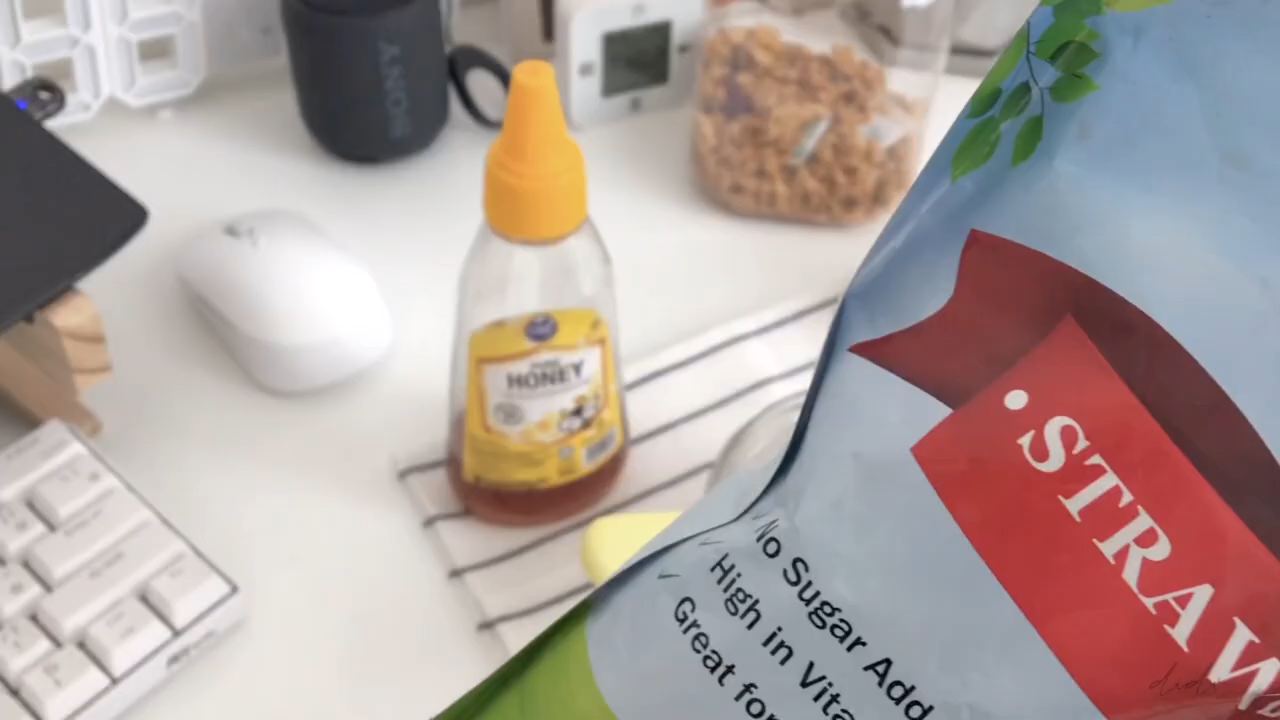 SONY
HONEY
• STRAW
No Sugar Add
High in Vita
Great for